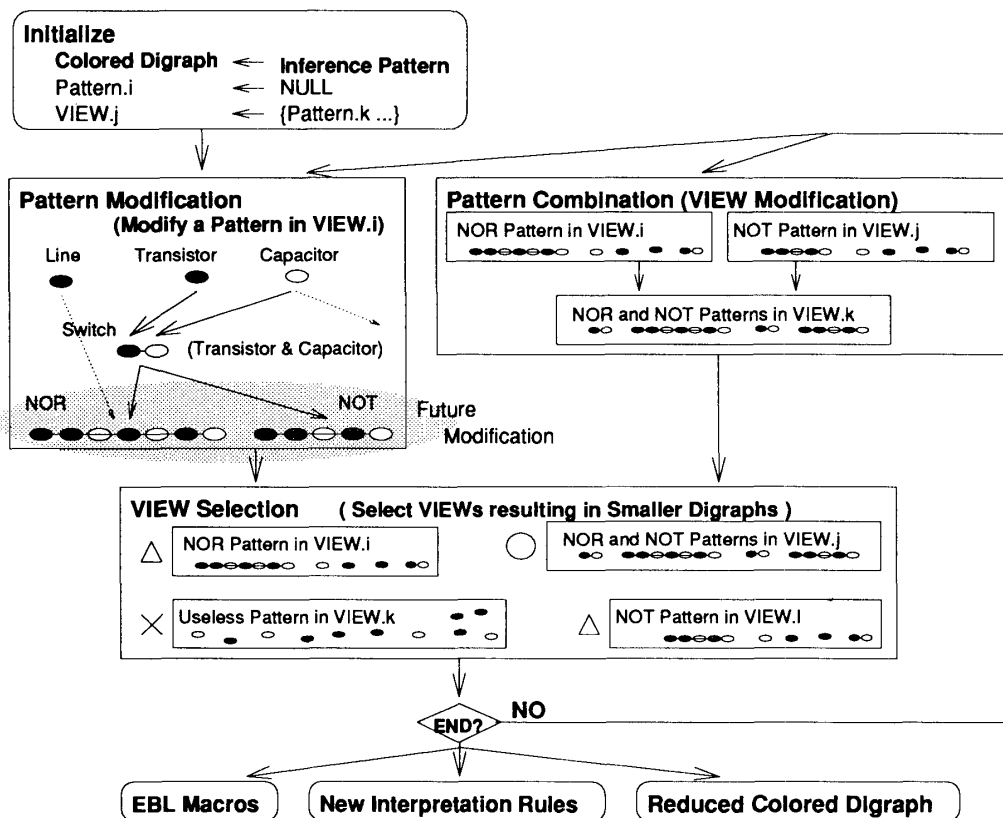 Initialize
Colored Digraph ← Inference Pattern
Pattern.i ← NULL
VIEW.j ← {Pattern.k ...}
Pattern Modification
(Modify a Pattern in VIEW.i)
Line Transistor Capacitor
Switch
(Transistor & Capacitor)
NOR NOT
Future
Modification
Pattern Combination (VIEW Modification)
NOR Pattern in VIEW.i
NOT Pattern in VIEW.j
NOR and NOT Patterns in VIEW.k
VIEW Selection ( Select VIEWs resulting in Smaller Digraphs )
NOR Pattern in VIEW.i
NOR and NOT Patterns in VIEW.j
Useless Pattern in VIEW.k
NOT Pattern in VIEW.l
END?
NO
EBL Macros
New Interpretation Rules
Reduced Colored Digraph